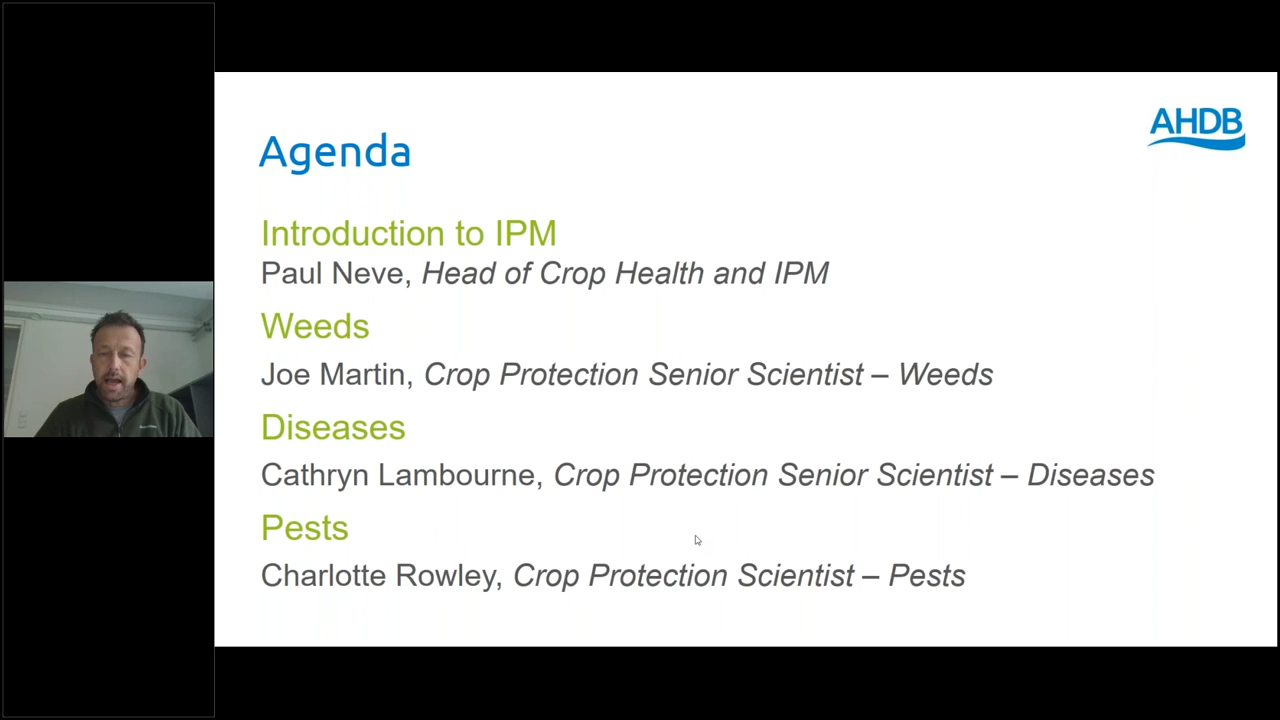 AHDB
Agenda
Introduction to IPM
Paul Neve, Head of Crop Health and IPM
Weeds
Joe Martin, Crop Protection Senior Scientist – Weeds
Diseases
Cathryn Lambourne, Crop Protection Senior Scientist – Diseases
Pests
Charlotte Rowley, Crop Protection Scientist – Pests